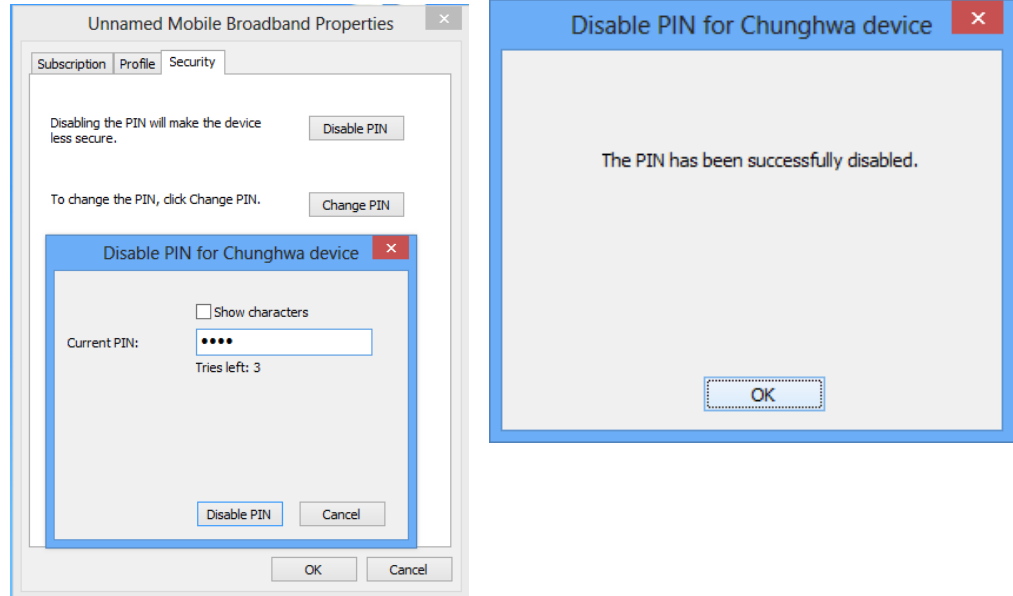 Unnamed Mobile Broadband Properties
Subscription Profile Security
Disabling the PIN will make the device
less secure.
Disable PIN
To change the PIN, click Change PIN.
Change PIN
Disable PIN for Chunghwa device
Show characters
Current PIN: ••••
Tries left: 3
Disable PIN Cancel
OK Cancel
Disable PIN for Chunghwa device
The PIN has been successfully disabled.
OK